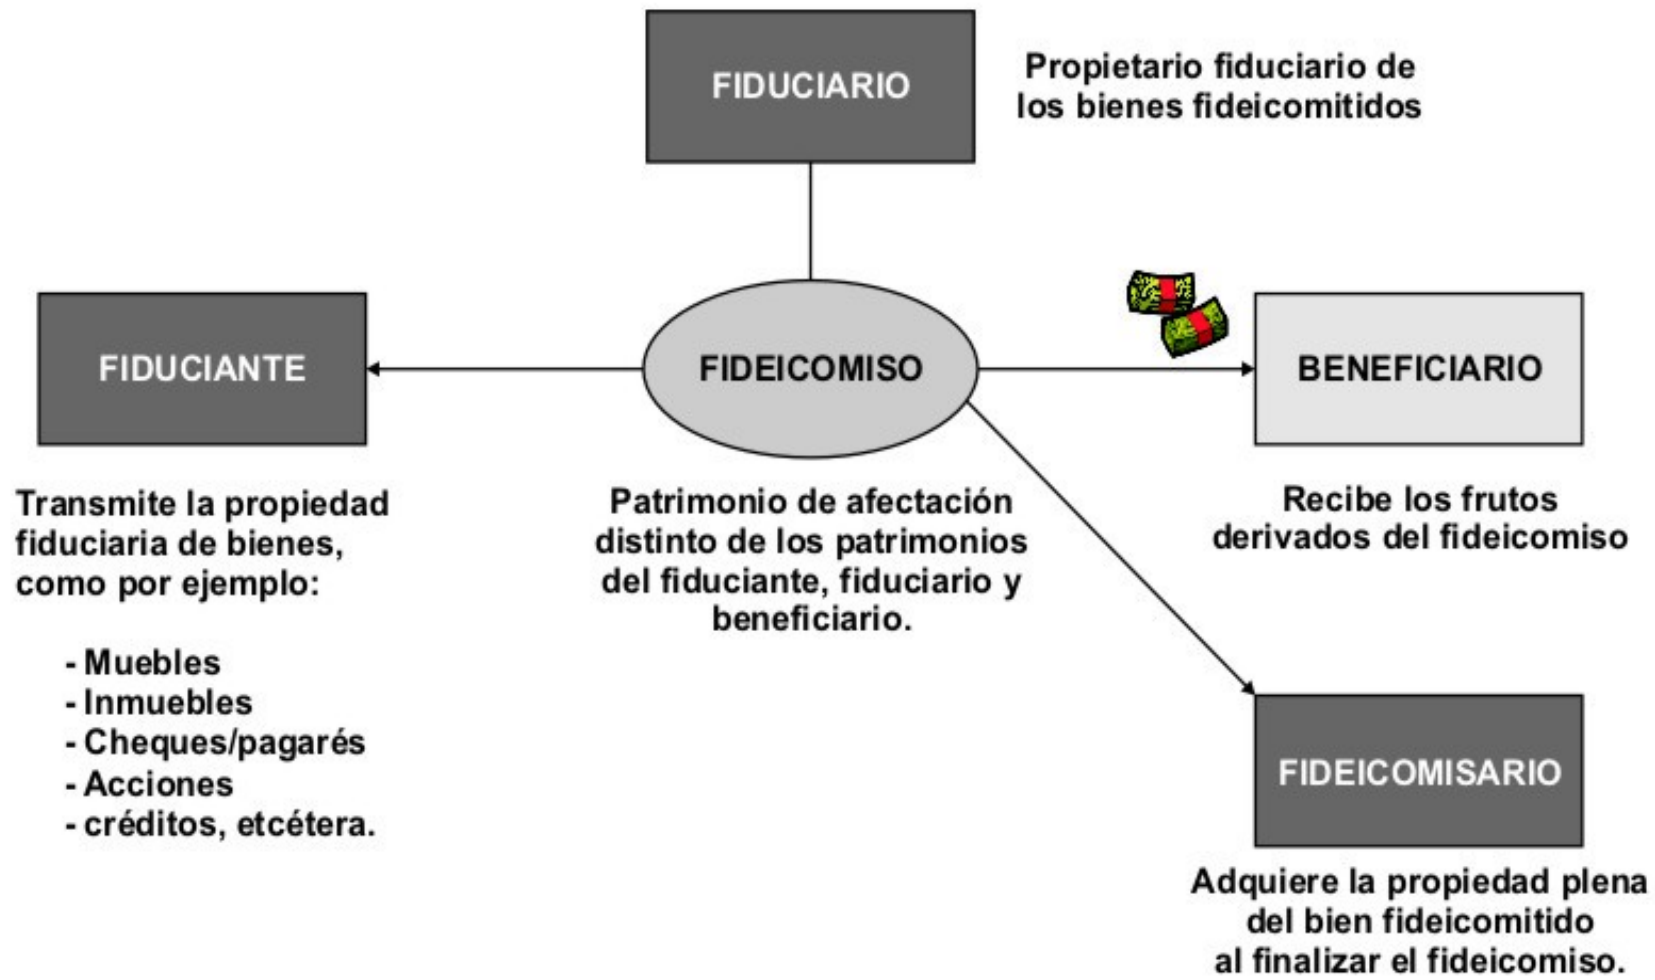 FIDUCIARIO
Propietario fiduciario de
los bienes fideicomitidos
FIDUCIANTE
FIDEICOMISO
BENEFICIARIO
Transmite la propiedad
fiduciaria de bienes,
como por ejemplo:
- Muebles
- Inmuebles
- Cheques/pagarés
- Acciones
- créditos, etcétera.
Patrimonio de afectación
distinto de los patrimonios
del fiduciante, fiduciario y
beneficiario.
Recibe los frutos
derivados del fideicomiso
FIDEICOMISARIO
Adquiere la propiedad plena
del bien fideicomitido
al finalizar el fideicomiso.